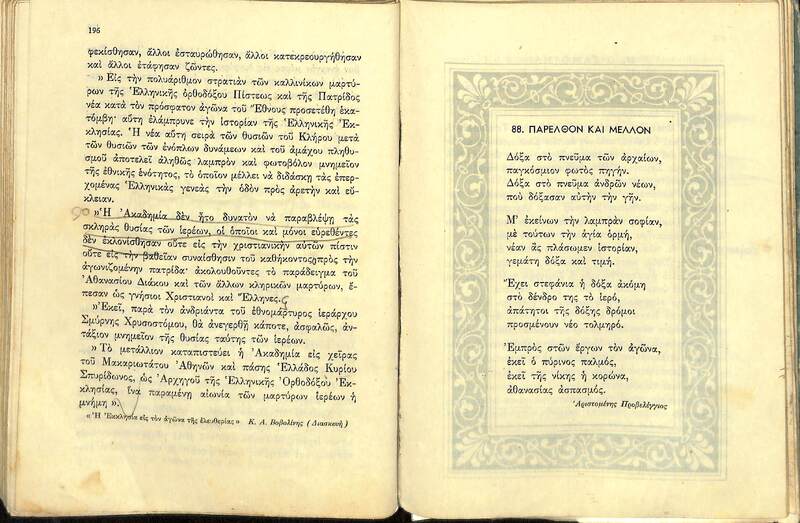 196
φεκίσθησαν, ἄλλοι ἐσταυρώθησαν, ἄλλοι κατεκρεουργήθησαν
καὶ ἄλλοι ἐτάφησαν ζῶντες.
» Εἰς τὴν πολυάριθμον στρατιὰν τῶν καλλινίκων μαρτύ-
ρων τῆς Ἑλληνικῆς ὀρθοδόξου Πίστεως καὶ τῆς Πατρίδος
νέα κατὰ τὸν πρόσφατον ἀγῶνα τοῦ Ἔθνους προσετέθη ἑκα-
τόμβη· αὕτη ἐλάμπρυνε τὴν ἱστορίαν τῆς Ἑλληνικῆς Ἐκ-
κλησίας. Ἡ νέα αὕτη σειρὰ τῶν θυσιῶν τοῦ Κλήρου μετὰ
τῶν θυσιῶν τῶν ἐνόπλων δυνάμεων καὶ τοῦ ἀμάχου πληθυ-
σμοῦ ἀποτελεῖ ἀληθῶς λαμπρὸν καὶ φωτοβόλον μνημεῖον
τῆς ἐθνικῆς ἑνότητος, τὸ ὁποῖον μέλλει νὰ διδάσκῃ τὰς ἐπερ-
χομένας Ἑλληνικὰς γενεὰς τὴν ὁδὸν πρὸς ἀρετὴν καὶ εὔ-
κλειαν.
»Ἡ Ἀκαδημία δὲν ἦτο δυνατὸν νὰ παραβλέψῃ τὰς
σκληρὰς θυσίας τῶν ἱερέων, οἱ ὁποῖοι καὶ μόνοι εὑρεθέντες
δὲν ἐκλονίσθησαν οὔτε εἰς τὴν χριστιανικὴν αὐτῶν πίστιν
οὔτε εἰς τὴν βαθεῖαν συναίσθησιν τοῦ καθήκοντος πρὸς τὴν
ἀγωνιζομένην πατρίδα· ἀκολουθοῦντες τὸ παράδειγμα τοῦ
Ἀθανασίου Διάκου καὶ τῶν ἄλλων κληρικῶν μαρτύρων, ἔ-
πεσαν ὡς γνήσιοι Χριστιανοὶ καὶ Ἕλληνες.
»Ἐκεῖ, παρὰ τὸν ἀνδριάντα τοῦ ἐθνομάρτυρος ἱεράρχου
Σμύρνης Χρυσοστόμου, θὰ ἀνεγερθῇ κάποτε, ἀσφαλῶς, ἀν-
τάξιον μνημεῖον τῆς θυσίας ταύτης τῶν ἱερέων.
» Τὸ μετάλλιον καταπιστεύει ἡ Ἀκαδημία εἰς χεῖρας
τοῦ Μακαριωτάτου Ἀθηνῶν καὶ πάσης Ἑλλάδος Κυρίου
Σπυρίδωνος, ὡς Ἀρχηγοῦ τῆς Ἑλληνικῆς Ὀρθοδόξου Ἐκ-
κλησίας, ἵνα παραμένῃ αἰωνία τῶν μαρτύρων ἱερέων ἡ
μνήμη».
«Ἡ Ἐκκλησία εἰς τὸν ἀγῶνα τῆς ἐλευθερίας» Κ. Α. Βοβολίνης (Διασκευὴ)
88. ΠΑΡΕΛΘΟΝ ΚΑΙ ΜΕΛΛΟΝ
Δόξα στὸ πνεῦμα τῶν ἀρχαίων,
παγκόσμιον φωτὸς πηγήν.
Δόξα στὸ πνεῦμα ἀνδρῶν νέων,
ποὺ δόξασαν αὐτὴν τὴν γῆν.
Μ' ἐκείνων τὴν λαμπρὰν σοφίαν,
μὲ τούτων τὴν ἁγία ὁρμή,
νέαν ἂς πλάσωμεν ἱστορίαν,
γεμάτη δόξα καὶ τιμή.
Ἔχει στεφάνια ἡ δόξα ἀκόμη
στὸ δένδρο της τὸ ἱερό,
ἀπάτητοι τῆς δόξης δρόμοι
προσμένουν νέο τολμηρό.
Ἐμπρὸς στῶν ἔργων τὸν ἀγῶνα,
ἐκεῖ ὁ πύρινος παλμός,
ἐκεῖ τῆς νίκης ἡ κορώνα,
ἀθανασίας ἀσπασμός.
Ἀριστομένης Προβελέγγιος